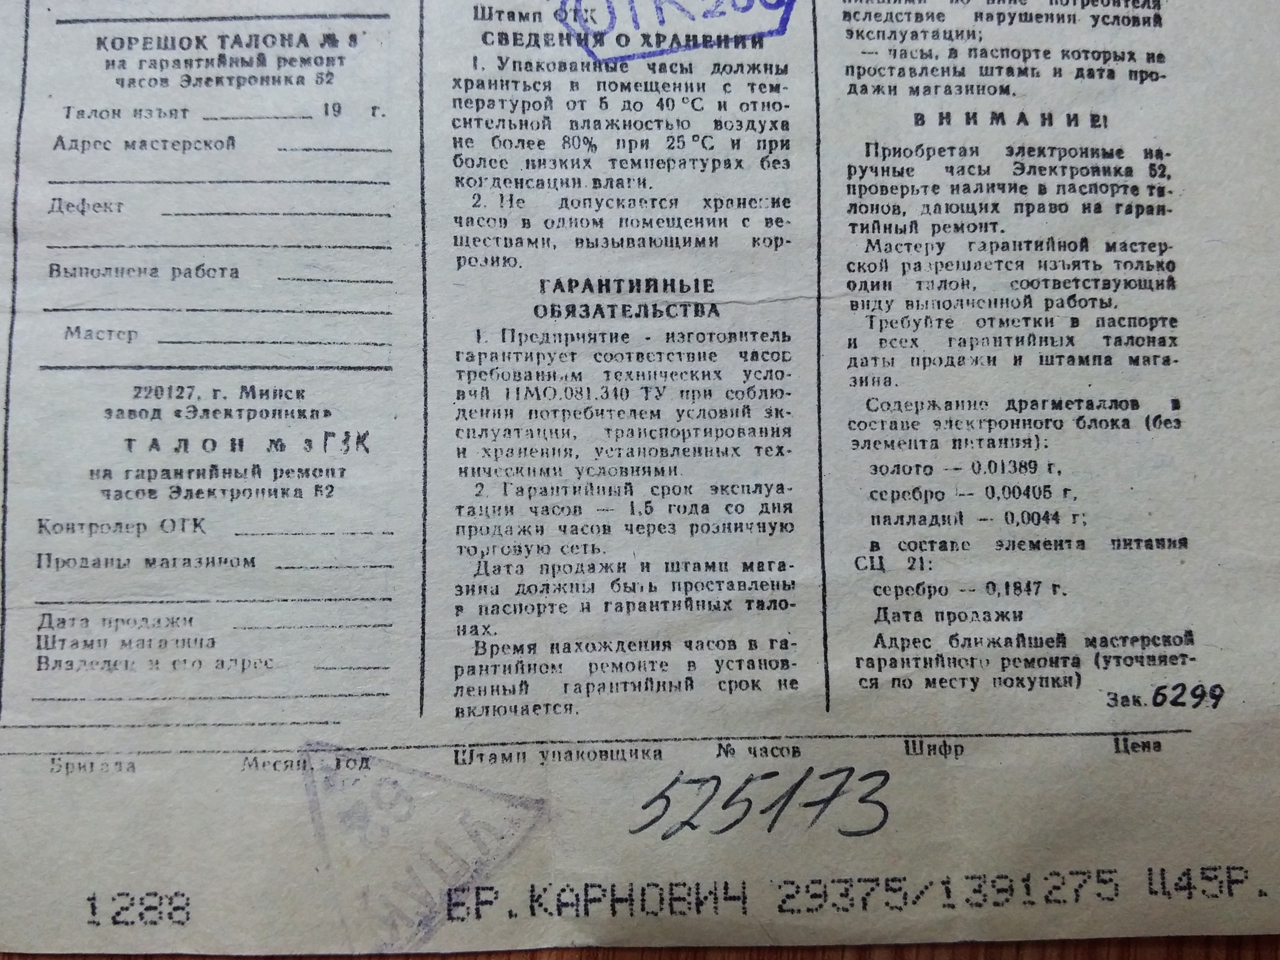 КОРЕШОК ТАЛОНА № 3
на гарантийный ремонт
часов Электроника 52
Талон изъят 19 г.
Адрес мастерской
Дефект
Выполнена работа
Мастер
220127, г. Минск
завод «Электроника»
ТАЛОН № 3 ГЗК
на гарантийный ремонт
часов Электроника 52
Контролер ОТК
Проданы магазином
Дата продажи
Штамп магазина
Владелец и его адрес
Штамп ОТК
СВЕДЕНИЯ О ХРАНЕНИИ
1. Упакованные часы должны
храниться в помещении с тем-
пературой от 5 до 40 °С и отно-
сительной влажностью воздуха
не более 80% при 25 °С и при
более низких температурах без
конденсации влаги.
2. Не допускается хранение
часов в одном помещении с ве-
ществами, вызывающими кор-
розию.
ГАРАНТИЙНЫЕ
ОБЯЗАТЕЛЬСТВА
1. Предприятие - изготовитель
гарантирует соответствие часов
требованиям технических усло-
вий ПМО.081.340 ТУ при соблю-
дении потребителем условий эк-
сплуатации, транспортирования
и хранения, установленных тех-
ническими условиями.
2. Гарантийный срок эксплуа-
тации часов — 1,5 года со дня
продажи часов через розничную
торговую сеть.
Дата продажи и штамп мага-
зина должны быть проставлены
в паспорте и гарантийных тало-
нах.
Время нахождения часов в га-
рантийном ремонте в установ-
ленный гарантийный срок не
включается.
вследствие нарушения условий
эксплуатации;
— часы, в паспорте которых не
проставлены штамп и дата про-
дажи магазином.
ВНИМАНИЕ!
Приобретая электронные на-
ручные часы Электроника 52,
проверьте наличие в паспорте та-
лонов, дающих право на гаран-
тийный ремонт.
Мастеру гарантийной мастер-
ской разрешается изъять только
один талон, соответствующий
виду выполненной работы.
Требуйте отметки в паспорте
и всех гарантийных талонах
даты продажи и штампа мага-
зина.
Содержание драгметаллов в
составе электронного блока (без
элемента питания):
золото — 0,01389 г,
серебро — 0,00405 г,
палладий — 0,0044 г;
в составе элемента питания
СЦ 21:
серебро — 0,1847 г.
Дата продажи
Адрес ближайшей мастерской
гарантийного ремонта (уточняет-
ся по месту покупки)
Зак. 6299
Бригада Месяц, год Штамп упаковщика № часов Шифр Цена
525173
1288 БР.КАРНОВИЧ 29375/1391275 Ц45Р.